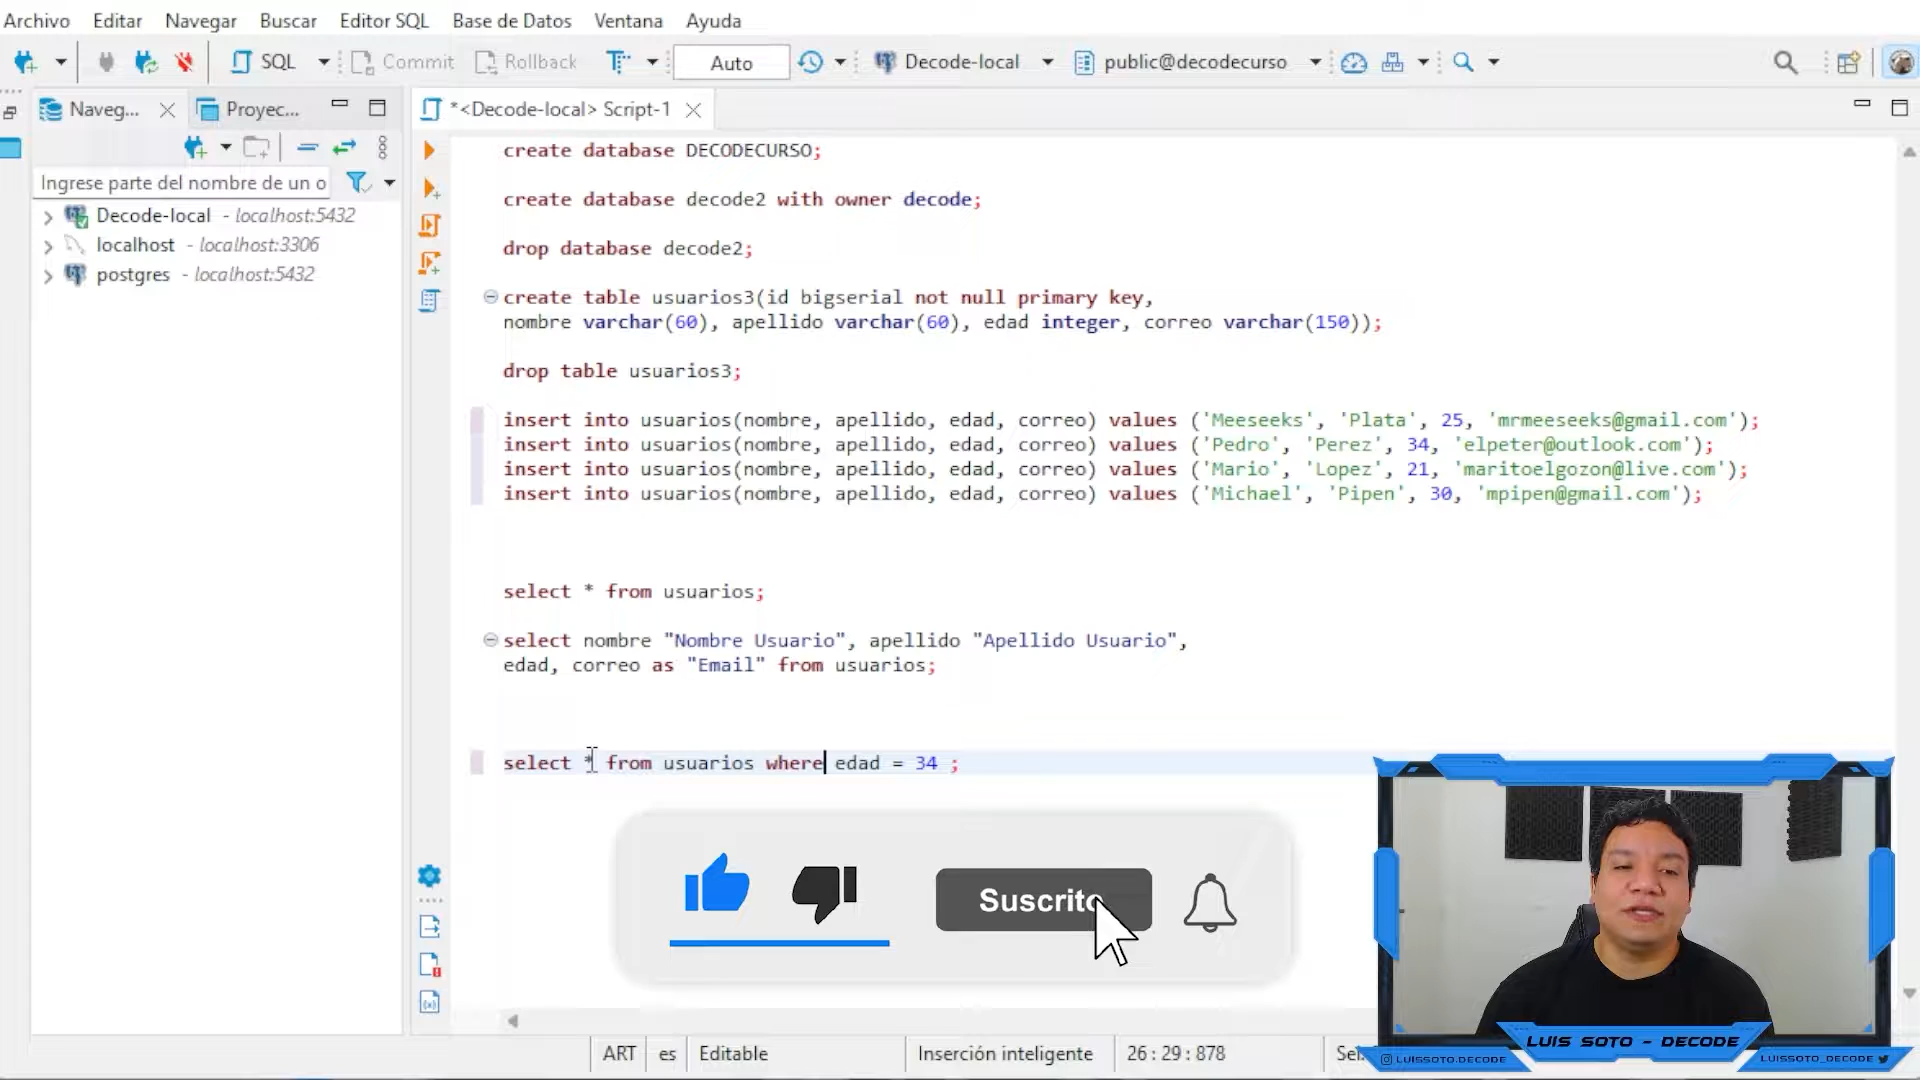 Archivo Editar Navegar Buscar Editor SQL Base de Datos Ventana Ayuda
SQL Commit Rollback Auto Decode-local public@decodecurso
Naveg... Proyec... *<Decode-local> Script-1
Ingrese parte del nombre de un o
Decode-local - localhost:5432
localhost - localhost:3306
postgres - localhost:5432
create database DECODECURSO;
create database decode2 with owner decode;
drop database decode2;
create table usuarios3(id bigserial not null primary key,
nombre varchar(60), apellido varchar(60), edad integer, correo varchar(150));
drop table usuarios3;
insert into usuarios(nombre, apellido, edad, correo) values ('Meeseeks', 'Plata', 25, 'mrmeeseeks@gmail.com');
insert into usuarios(nombre, apellido, edad, correo) values ('Pedro', 'Perez', 34, 'elpeter@outlook.com');
insert into usuarios(nombre, apellido, edad, correo) values ('Mario', 'Lopez', 21, 'maritoelgozon@live.com');
insert into usuarios(nombre, apellido, edad, correo) values ('Michael', 'Pipen', 30, 'mpipen@gmail.com');
select * from usuarios;
select nombre "Nombre Usuario", apellido "Apellido Usuario",
edad, correo as "Email" from usuarios;
select * from usuarios where edad = 34 ;
Suscrito
ART es Editable Inserción inteligente 26:29:878 Sel
LUIS SOTO - DECODE
LUISSOTO.DECODE LUISSOTO_DECODE